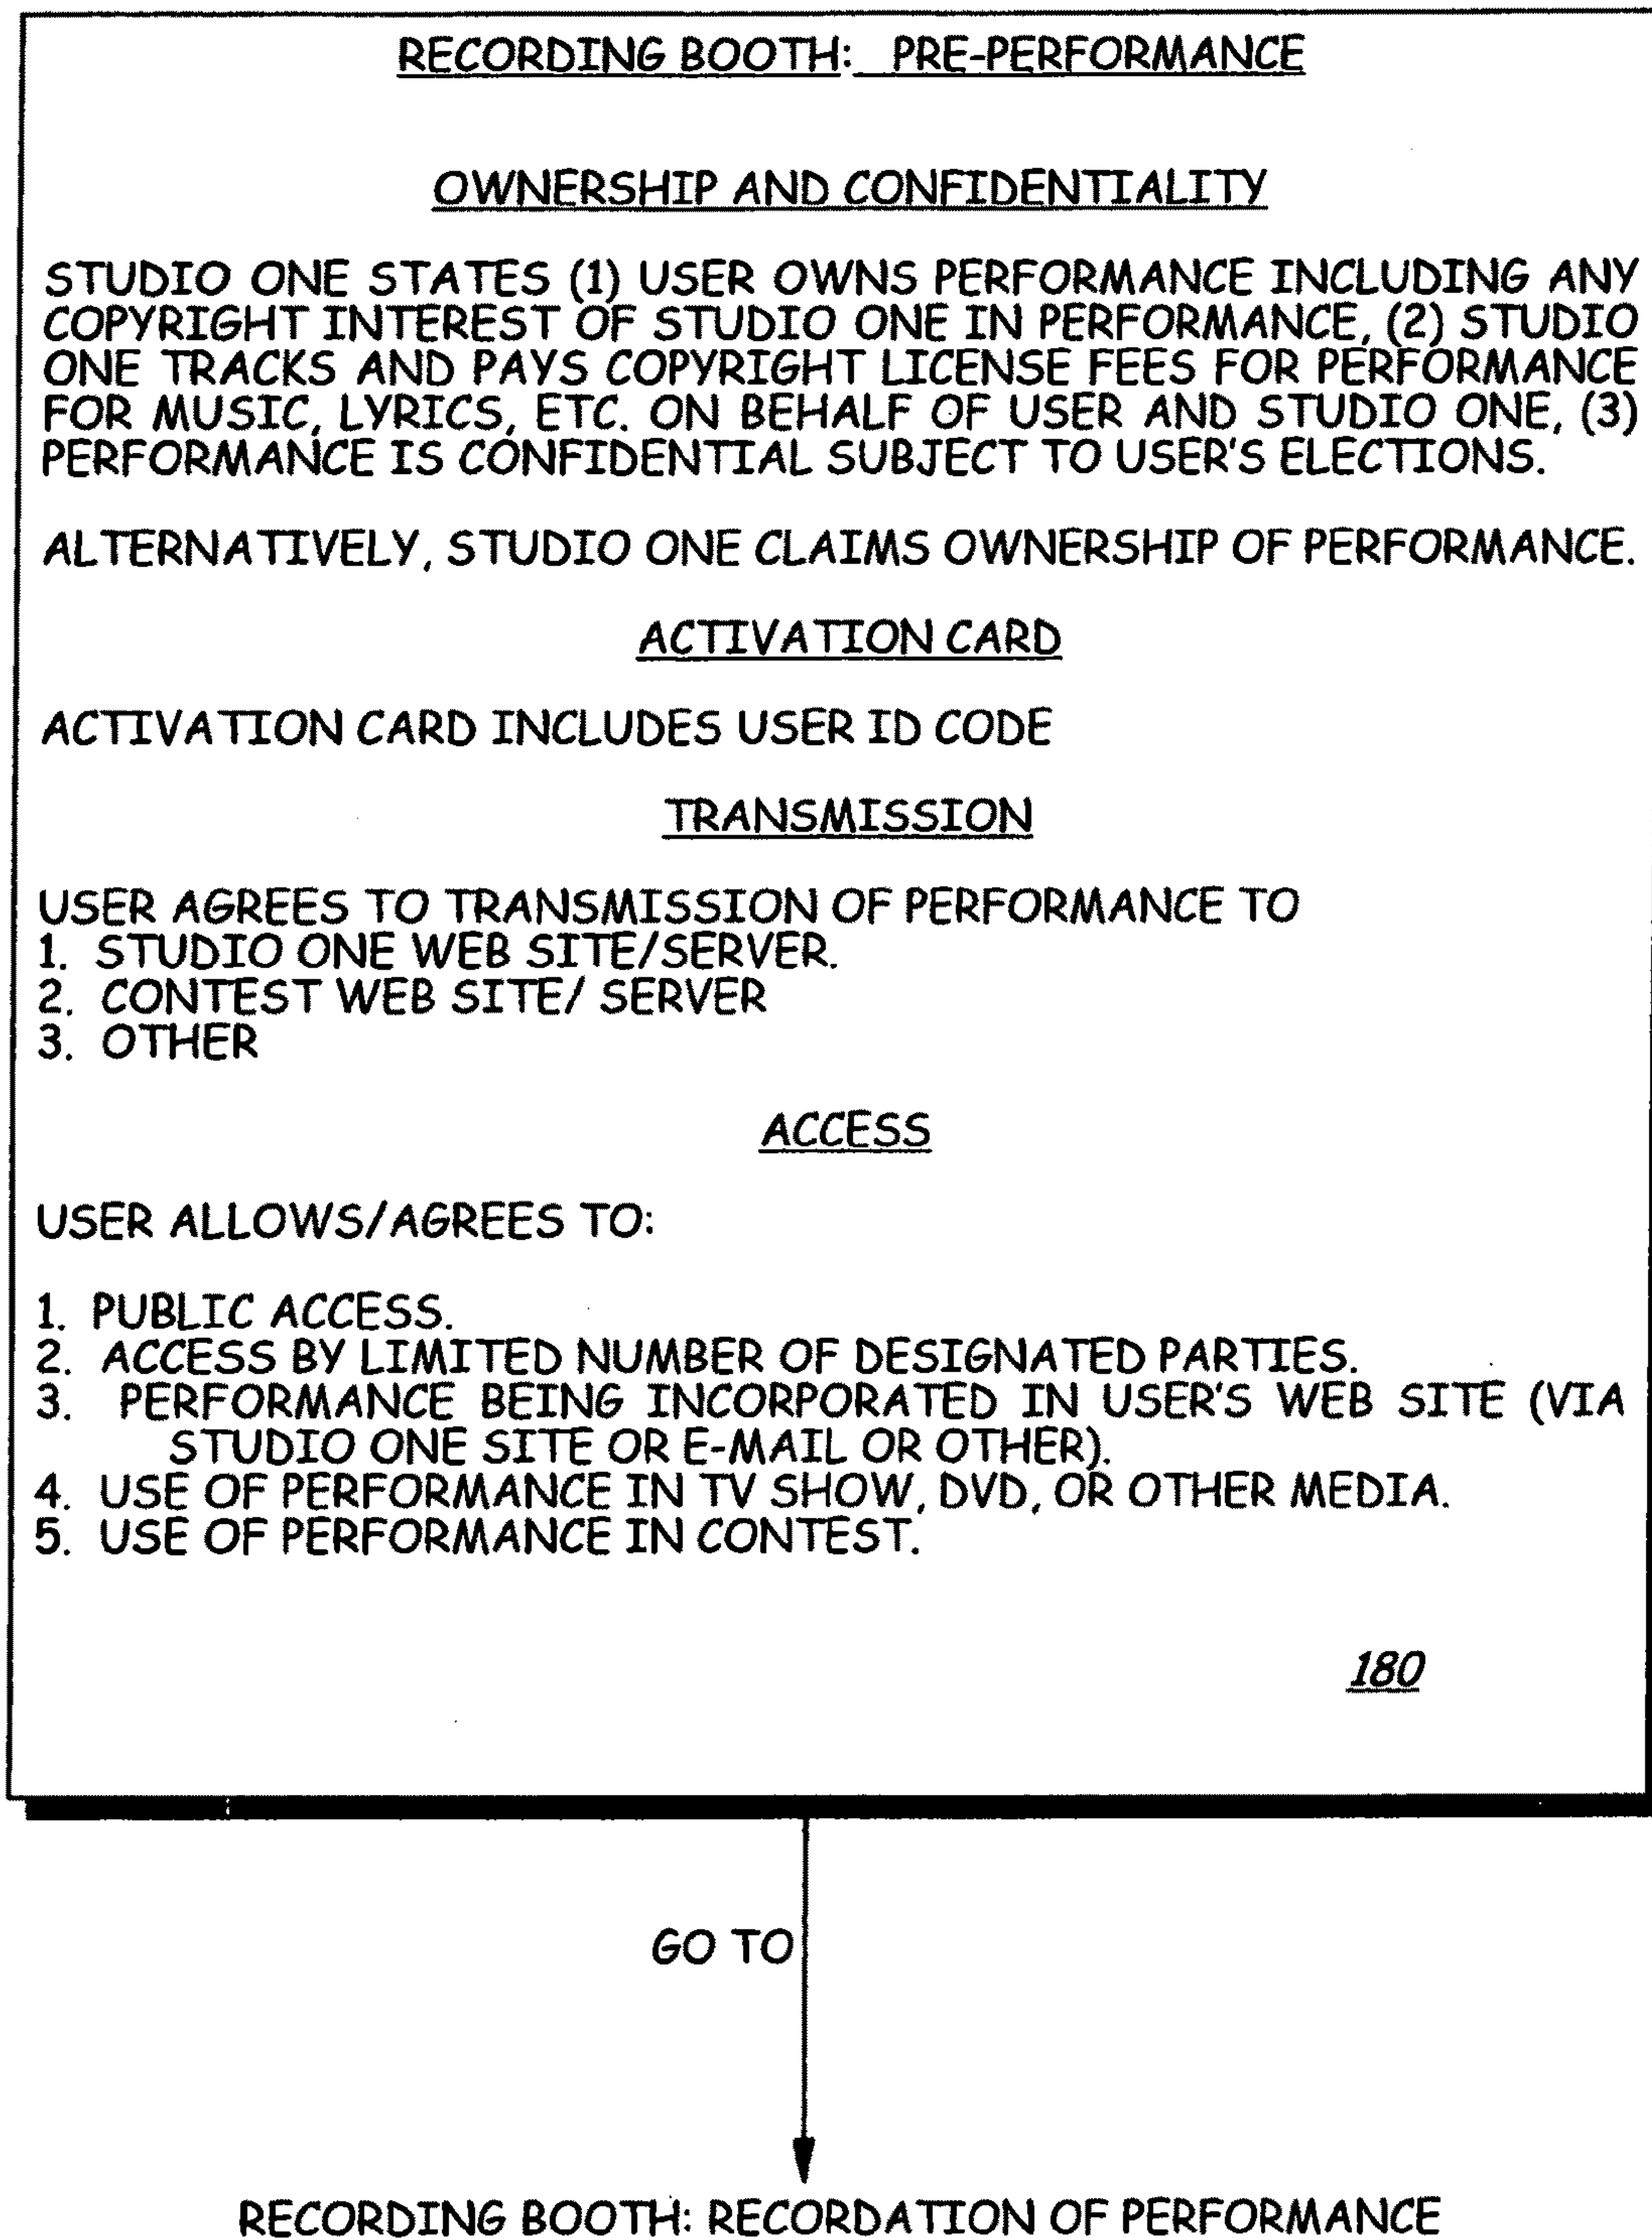 RECORDING BOOTH: PRE-PERFORMANCE
OWNERSHIP AND CONFIDENTIALITY
STUDIO ONE STATES (1) USER OWNS PERFORMANCE INCLUDING ANY
COPYRIGHT INTEREST OF STUDIO ONE IN PERFORMANCE, (2) STUDIO
ONE TRACKS AND PAYS COPYRIGHT LICENSE FEES FOR PERFORMANCE
FOR MUSIC, LYRICS, ETC. ON BEHALF OF USER AND STUDIO ONE, (3)
PERFORMANCE IS CONFIDENTIAL SUBJECT TO USER'S ELECTIONS.
ALTERNATIVELY, STUDIO ONE CLAIMS OWNERSHIP OF PERFORMANCE.
ACTIVATION CARD
ACTIVATION CARD INCLUDES USER ID CODE
TRANSMISSION
USER AGREES TO TRANSMISSION OF PERFORMANCE TO
1. STUDIO ONE WEB SITE/SERVER.
2. CONTEST WEB SITE/ SERVER
3. OTHER
ACCESS
USER ALLOWS/AGREES TO:
1. PUBLIC ACCESS.
2. ACCESS BY LIMITED NUMBER OF DESIGNATED PARTIES.
3. PERFORMANCE BEING INCORPORATED IN USER'S WEB SITE (VIA
STUDIO ONE SITE OR E-MAIL OR OTHER).
4. USE OF PERFORMANCE IN TV SHOW, DVD, OR OTHER MEDIA.
5. USE OF PERFORMANCE IN CONTEST.
180
GO TO
RECORDING BOOTH: RECORDATION OF PERFORMANCE